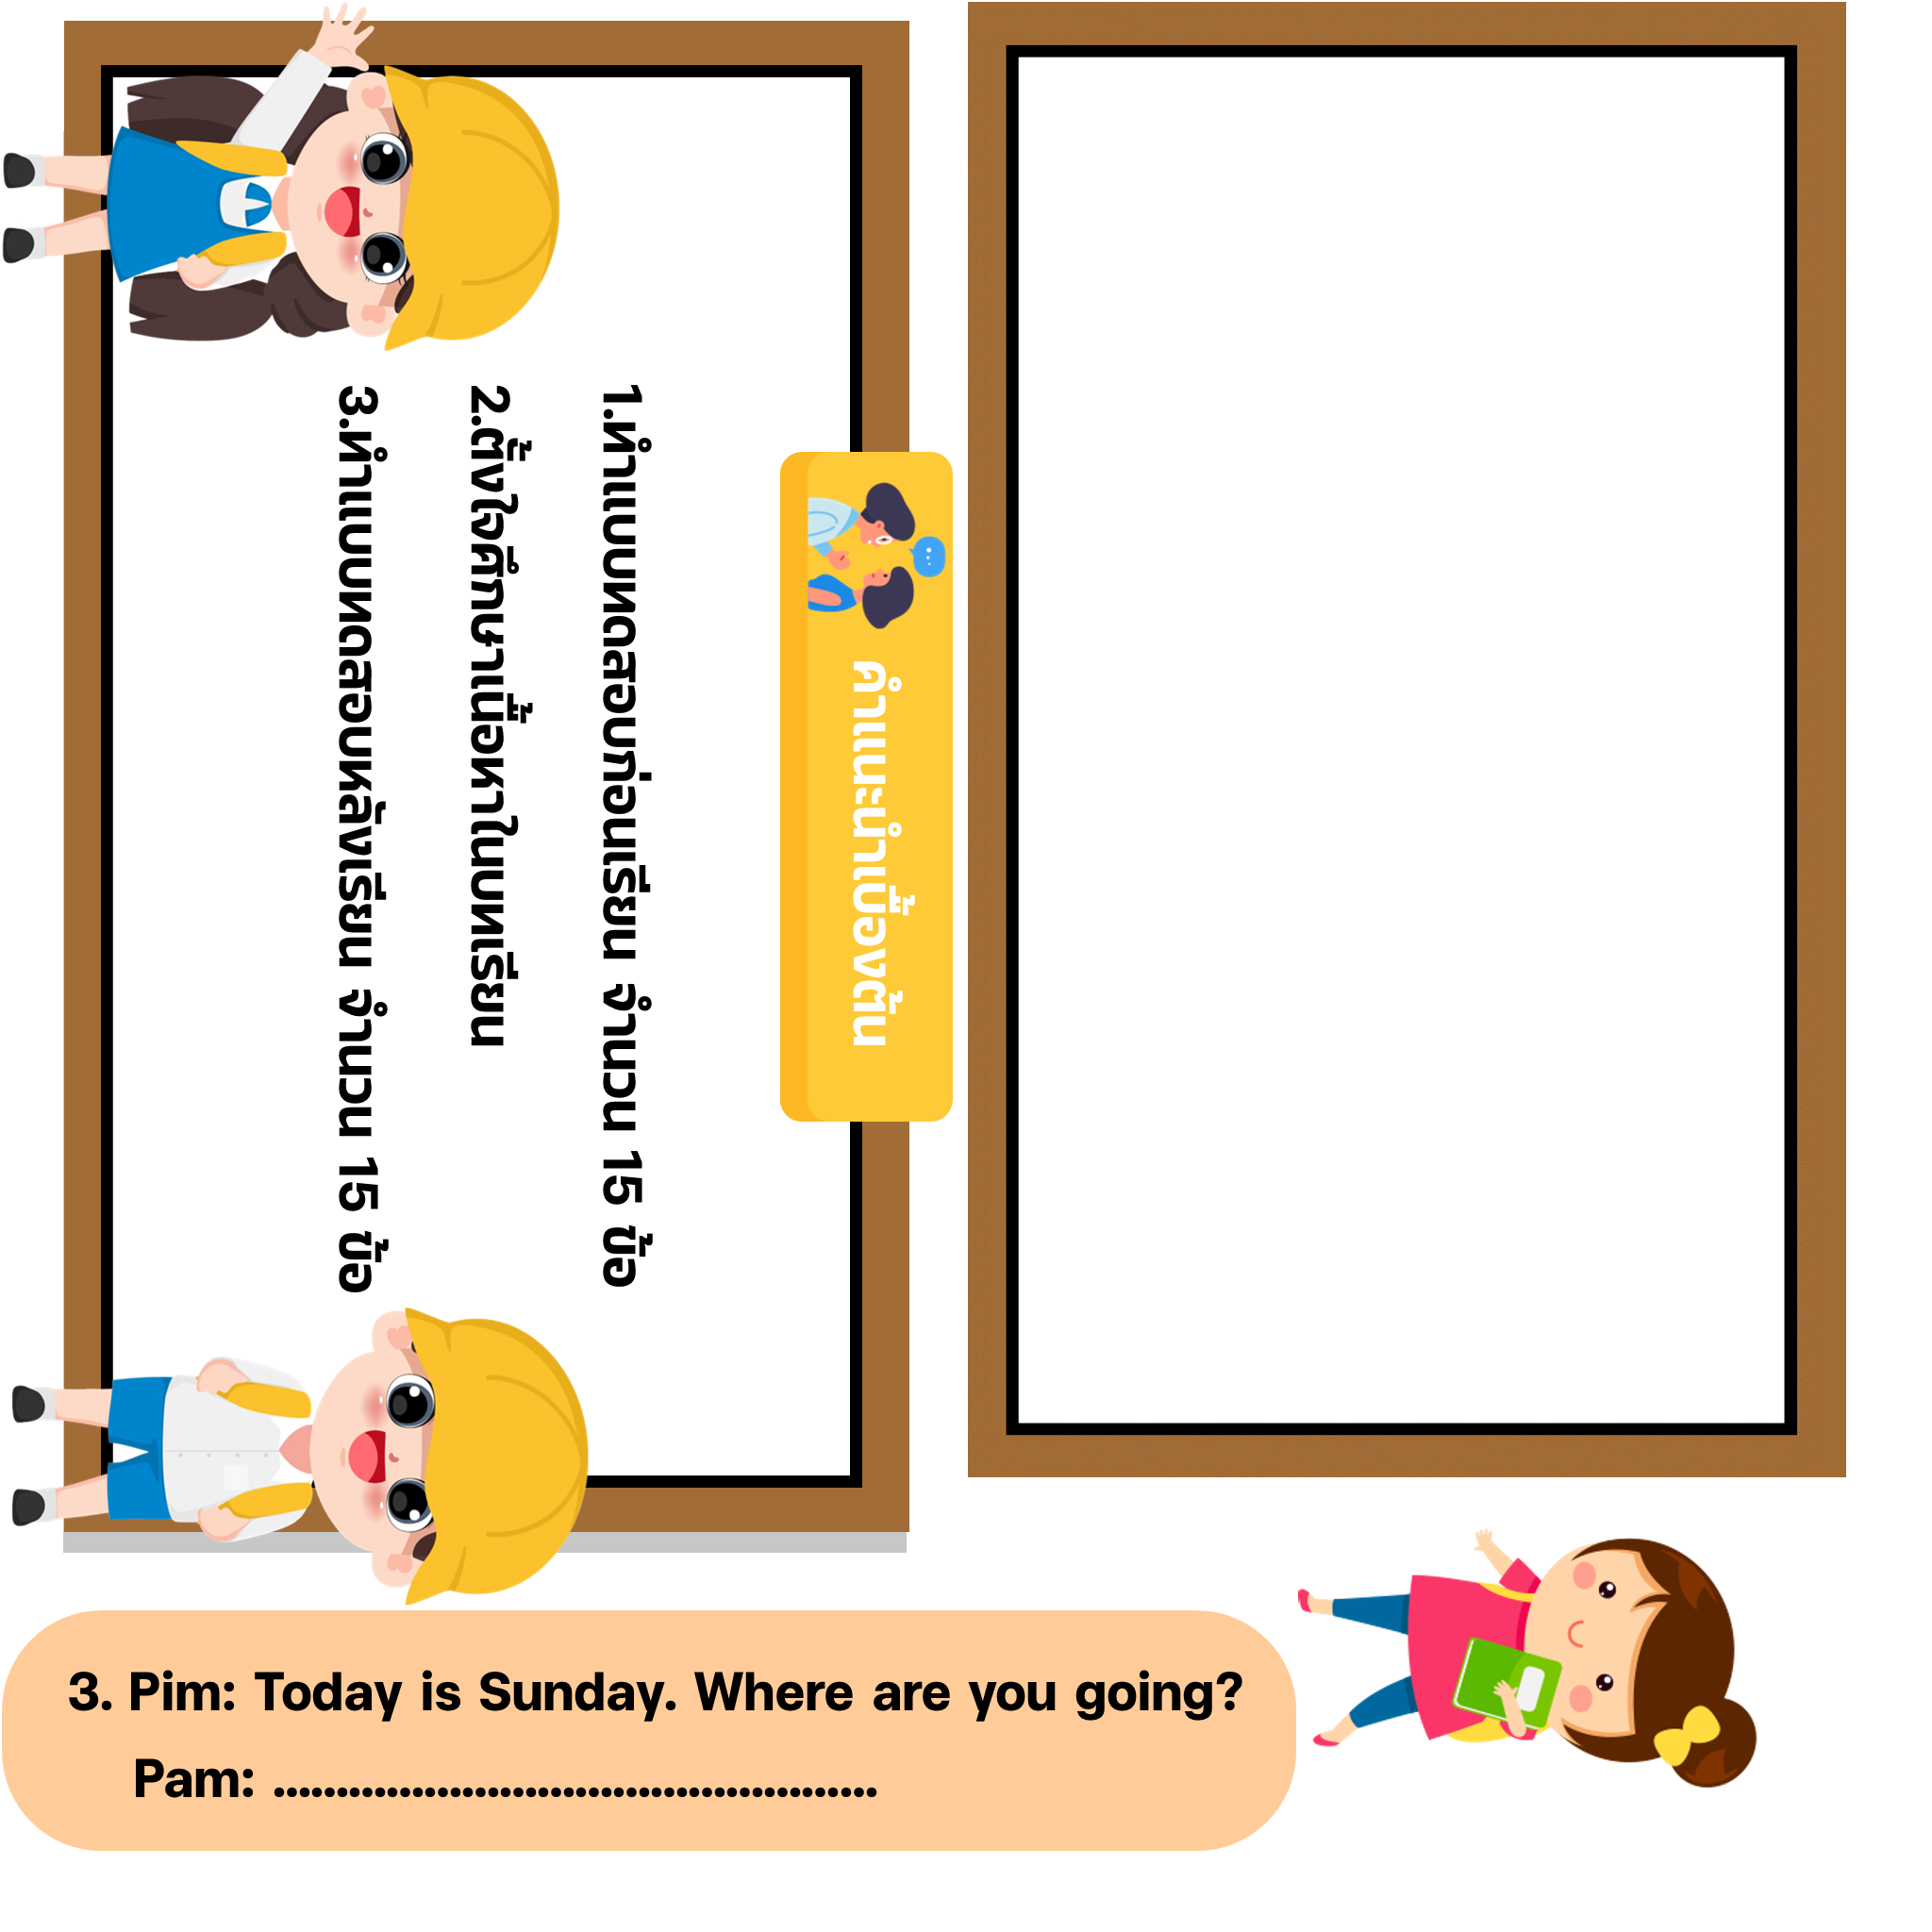 คำแนะนำเบื้องต้น
1.ทำแบบทดสอบก่อนเรียน จำนวน 15 ข้อ
2.ตั้งใจศึกษาเนื้อหาในบทเรียน
3.ทำแบบทดสอบหลังเรียน จำนวน 15 ข้อ
3. Pim: Today is Sunday. Where are you going?
Pam: ................................................